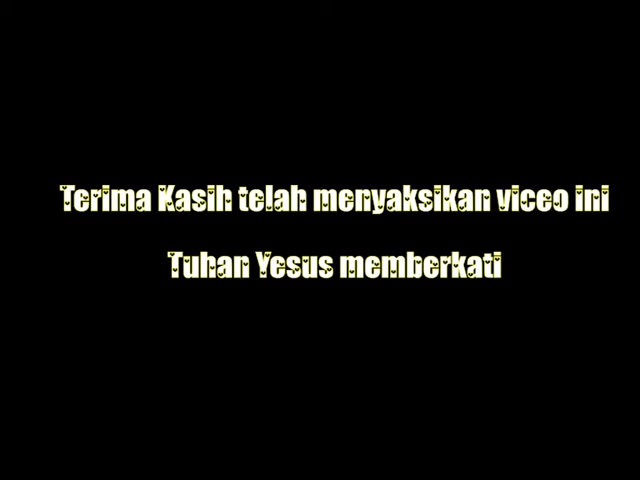 Terima Kasih telah menyaksikan viceo ini
Tuhan Yesus memberkati